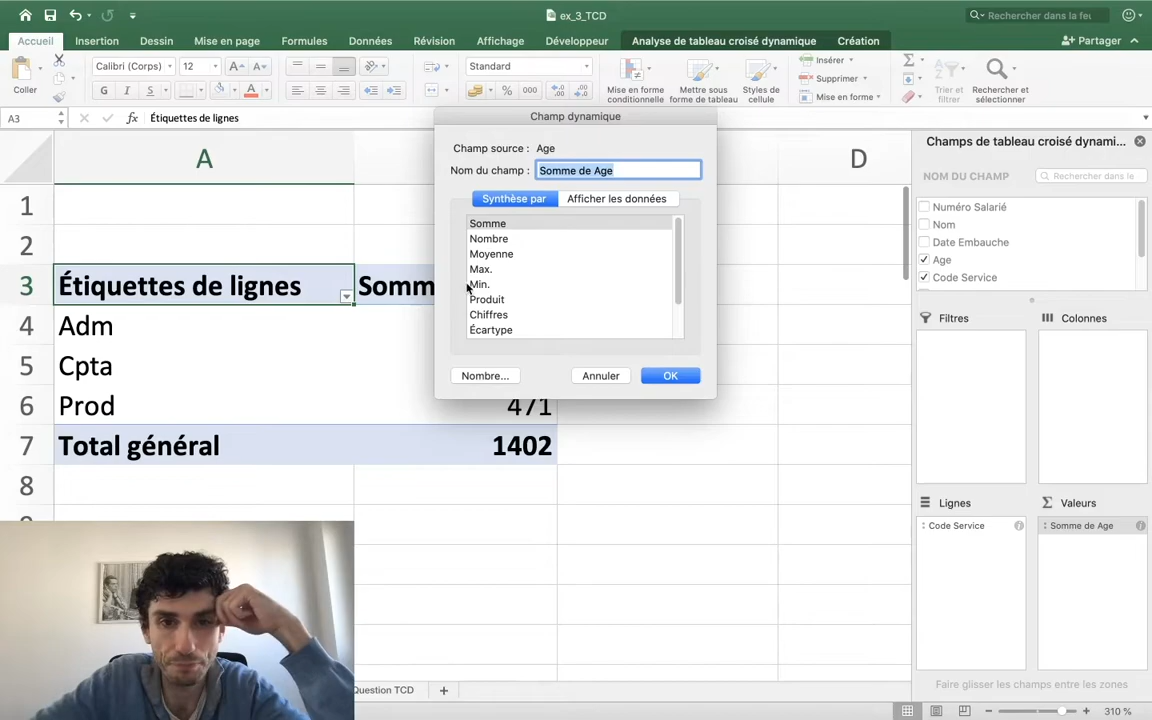 ex_3_TCD
Rechercher dans la feu
Accueil Insertion Dessin Mise en page Formules Données Révision Affichage Développeur Analyse de tableau croisé dynamique Création Partager
Coller
Calibri (Corps) 12
G I S
Standard
% 000
Mise en forme conditionnelle
Mettre sous forme de tableau
Styles de cellule
Insérer
Supprimer
Mise en forme
Trier et filtrer
Rechercher et sélectionner
A3 fx Étiquettes de lignes
A D
1
2
3 Étiquettes de lignes Somm
4 Adm
5 Cpta
6 Prod 471
7 Total général 1402
8
Champ dynamique
Champ source : Age
Nom du champ : Somme de Age
Synthèse par Afficher les données
Somme
Nombre
Moyenne
Max.
Min.
Produit
Chiffres
Écartype
Nombre... Annuler OK
Champs de tableau croisé dynami...
NOM DU CHAMP Rechercher dans le
Numéro Salarié
Nom
Date Embauche
Age
Code Service
Filtres Colonnes
Lignes Valeurs
Code Service Somme de Age
Faire glisser les champs entre les zones
Question TCD
310 %